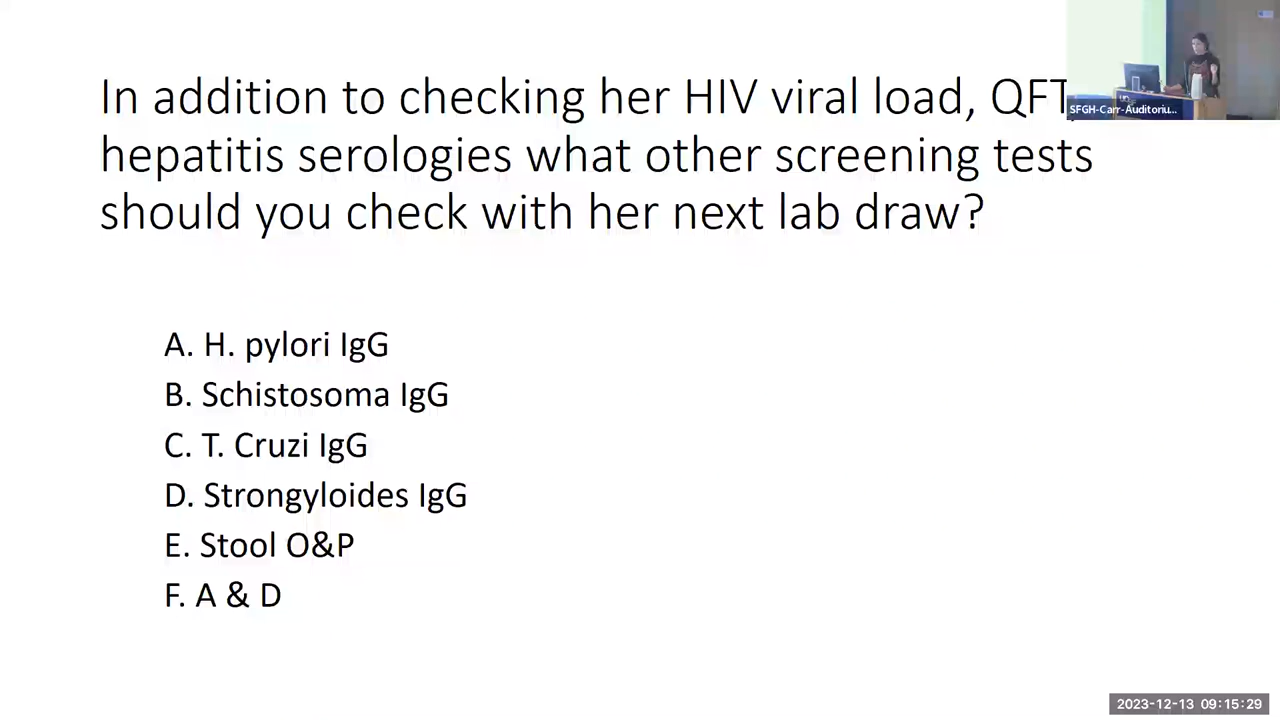 In addition to checking her HIV viral load, QFT,
hepatitis serologies what other screening tests
should you check with her next lab draw?
SFGH-Carr-Auditoriu...
A. H. pylori IgG
B. Schistosoma IgG
C. T. Cruzi IgG
D. Strongyloides IgG
E. Stool O&P
F. A & D
2023-12-13 09:15:29